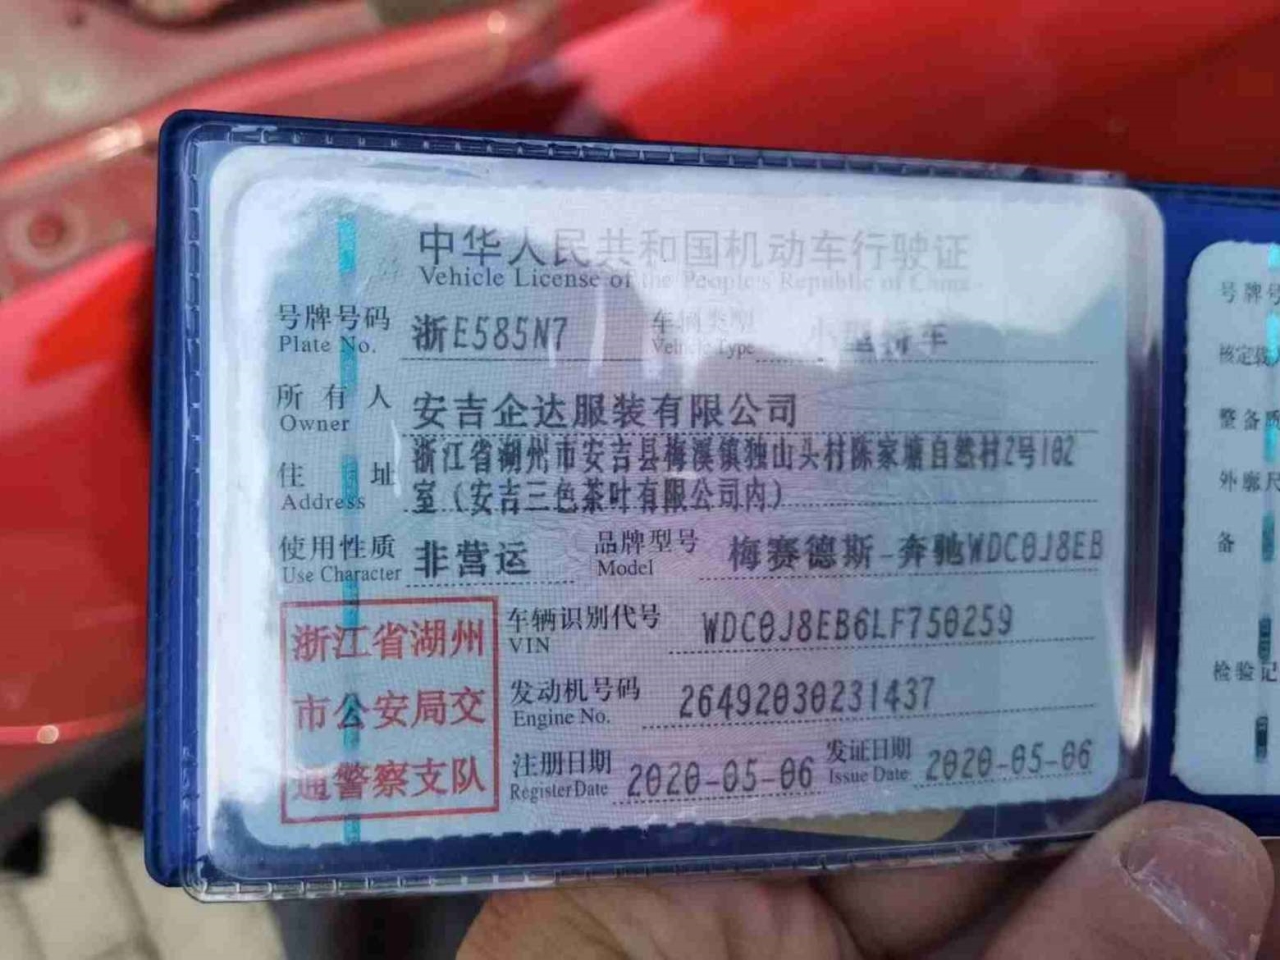 中华人民共和国机动车行驶证
Vehicle License of the People's Republic of China
号牌号码 浙E585N7 车辆类型 小型轿车
Plate No. Vehicle Type
所有人 安吉企达服装有限公司
Owner
住址 浙江省湖州市安吉县梅溪镇独山头村陈家塘自然村2号102
Address 室（安吉三色茶叶有限公司内）
使用性质 非营运 品牌型号 梅赛德斯-奔驰WDC0J8EB
Use Character Model
浙江省湖州
市公安局交
通警察支队
车辆识别代号 WDC0J8EB6LF750259
VIN
发动机号码 26492030231437
Engine No.
注册日期 2020-05-06 发证日期 2020-05-06
Register Date Issue Date
号牌号
核定载
整备质
外廓尺
备
检验记